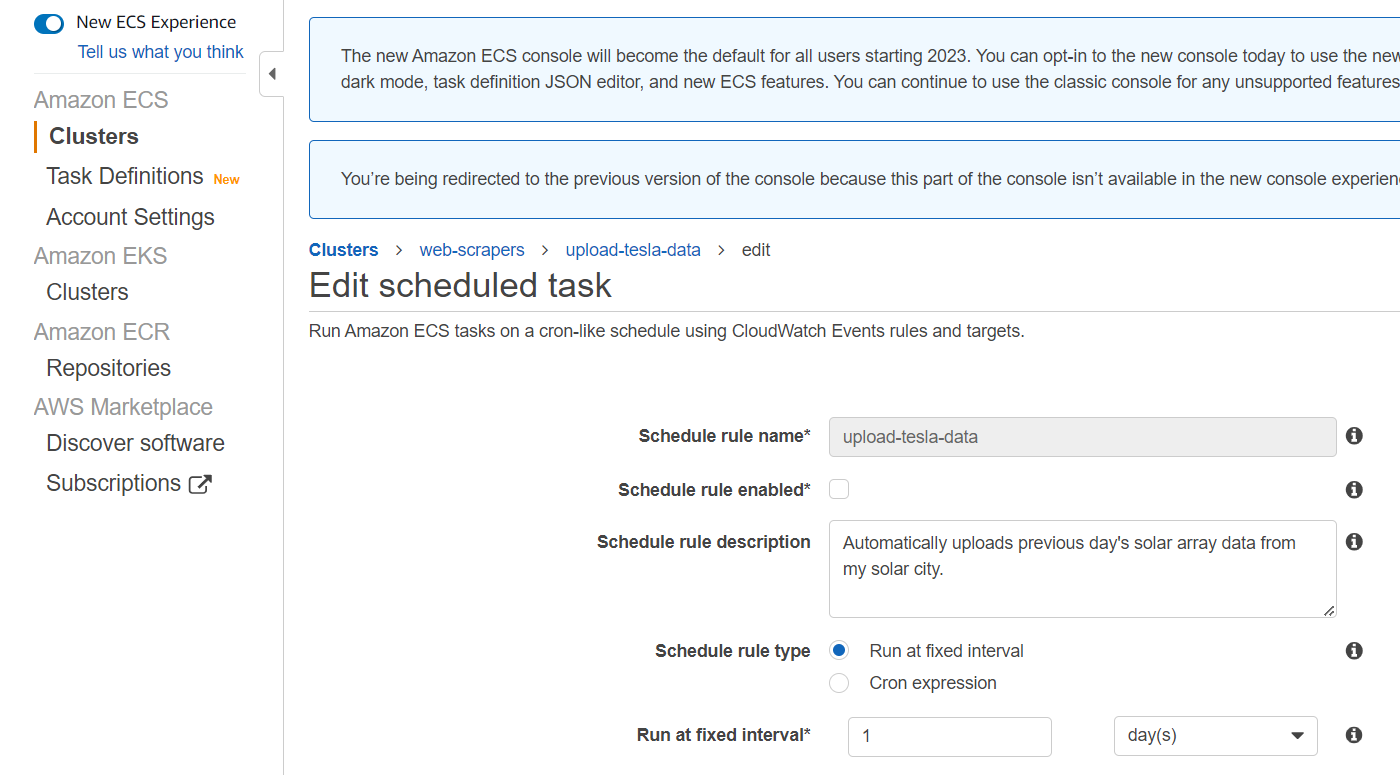 New ECS Experience
Tell us what you think
Amazon ECS
Clusters
Task Definitions New
Account Settings
Amazon EKS
Clusters
Amazon ECR
Repositories
AWS Marketplace
Discover software
Subscriptions
The new Amazon ECS console will become the default for all users starting 2023. You can opt-in to the new console today to use the new
dark mode, task definition JSON editor, and new ECS features. You can continue to use the classic console for any unsupported features
You’re being redirected to the previous version of the console because this part of the console isn’t available in the new console experien
Clusters > web-scrapers > upload-tesla-data > edit
Edit scheduled task
Run Amazon ECS tasks on a cron-like schedule using CloudWatch Events rules and targets.
Schedule rule name* upload-tesla-data
Schedule rule enabled*
Schedule rule description Automatically uploads previous day's solar array data from
my solar city.
Schedule rule type Run at fixed interval
Cron expression
Run at fixed interval* 1 day(s)